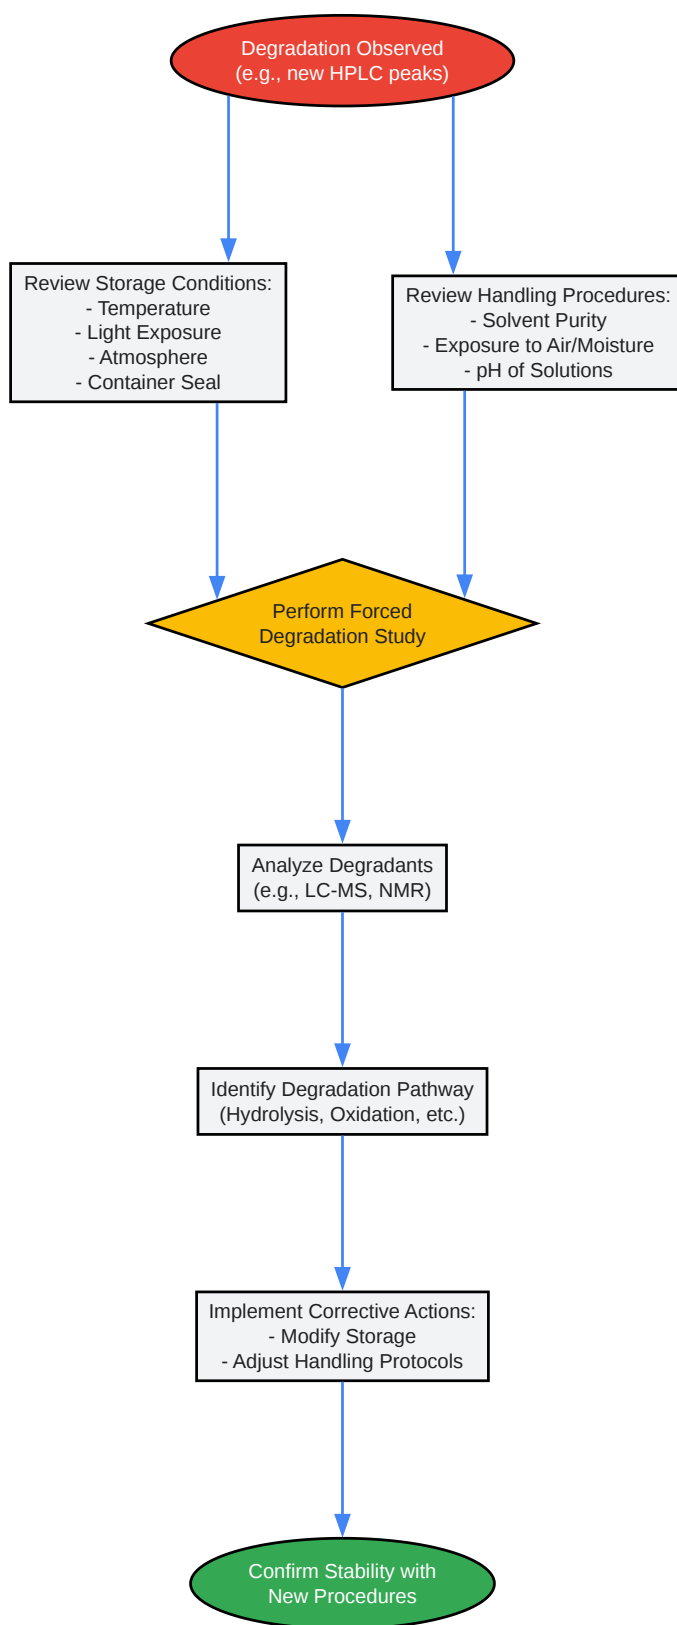 Degradation Observed
(e.g., new HPLC peaks)
Review Storage Conditions:
- Temperature
- Light Exposure
- Atmosphere
- Container Seal
Review Handling Procedures:
- Solvent Purity
- Exposure to Air/Moisture
- pH of Solutions
Perform Forced
Degradation Study
Analyze Degradants
(e.g., LC-MS, NMR)
Identify Degradation Pathway
(Hydrolysis, Oxidation, etc.)
Implement Corrective Actions:
- Modify Storage
- Adjust Handling Protocols
Confirm Stability with
New Procedures